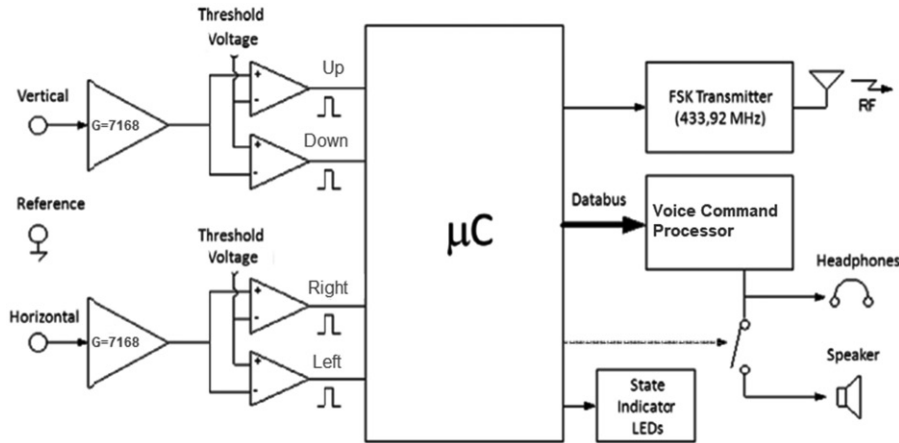 Threshold
Voltage
Up
Vertical
G=7168
Down
Reference
Threshold
Voltage
Right
Horizontal
G=7168
Left
+
-
+
-
+
-
+
-
μC
FSK Transmitter
(433,92 MHz)
RF
Databus
Voice Command
Processor
Headphones
Speaker
State
Indicator
LEDs